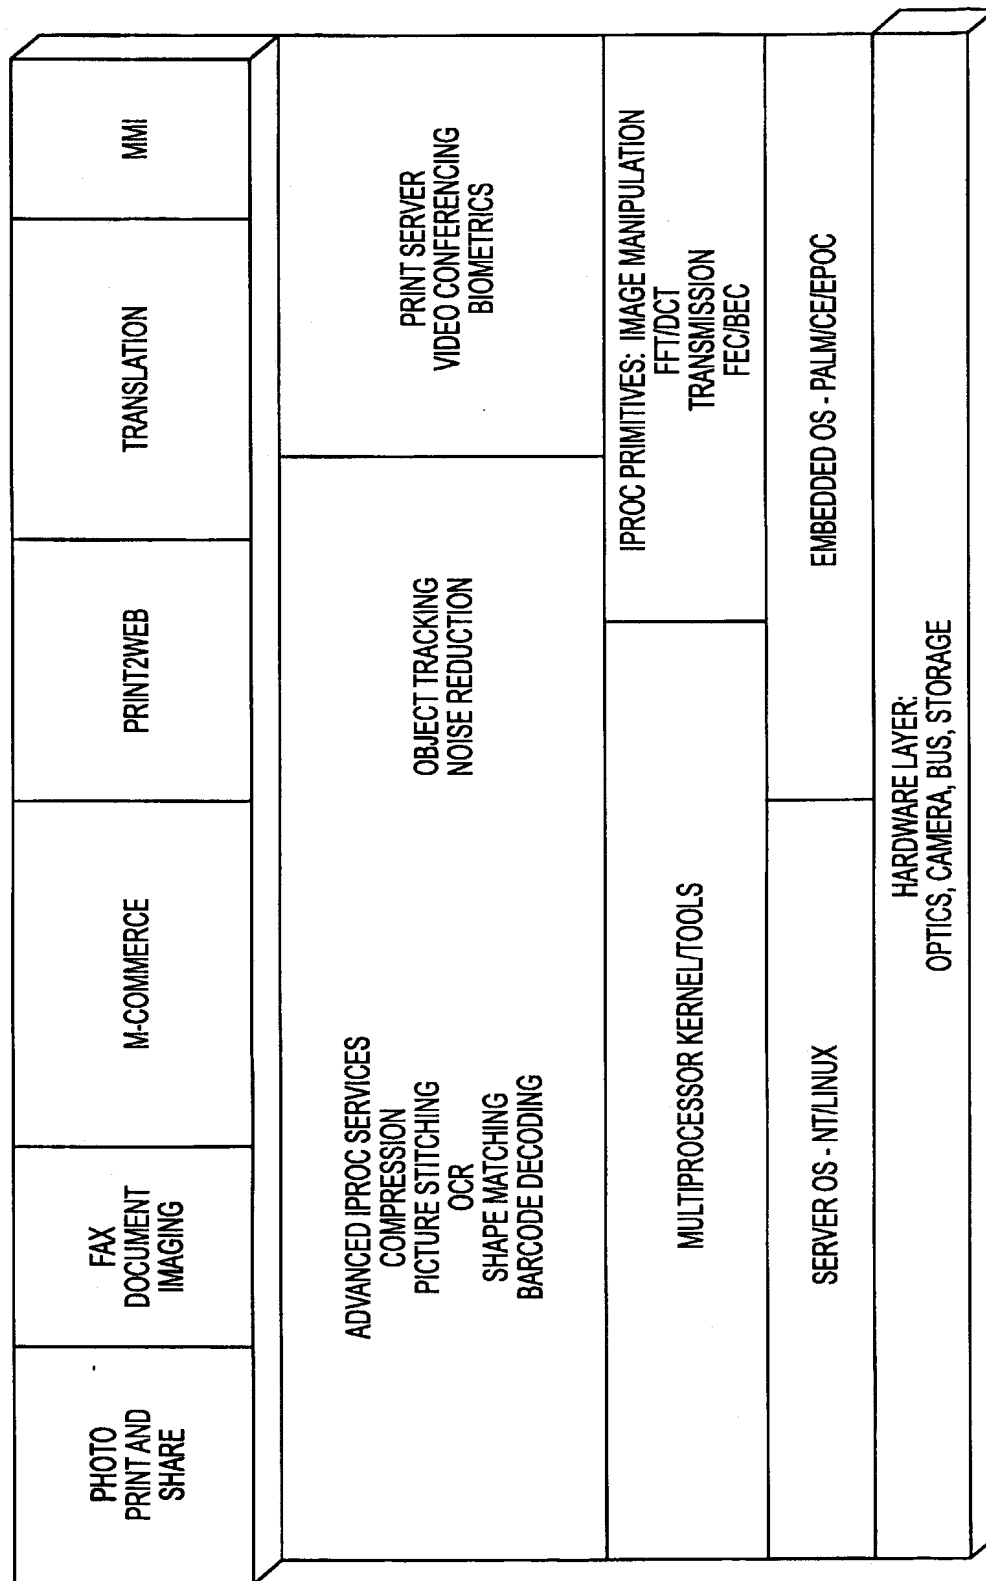 PHOTO
PRINT AND
SHARE
FAX
DOCUMENT
IMAGING
M-COMMERCE
PRINT2WEB
TRANSLATION
MMI
ADVANCED IPROC SERVICES
COMPRESSION
PICTURE STITCHING
OCR
SHAPE MATCHING
BARCODE DECODING
OBJECT TRACKING
NOISE REDUCTION
PRINT SERVER
VIDEO CONFERENCING
BIOMETRICS
MULTIPROCESSOR KERNEL/TOOLS
IPROC PRIMITIVES: IMAGE MANIPULATION
FFT/DCT
TRANSMISSION
FEC/BEC
SERVER OS - NT/LINUX
EMBEDDED OS - PALM/CE/EPOC
HARDWARE LAYER:
OPTICS, CAMERA, BUS, STORAGE